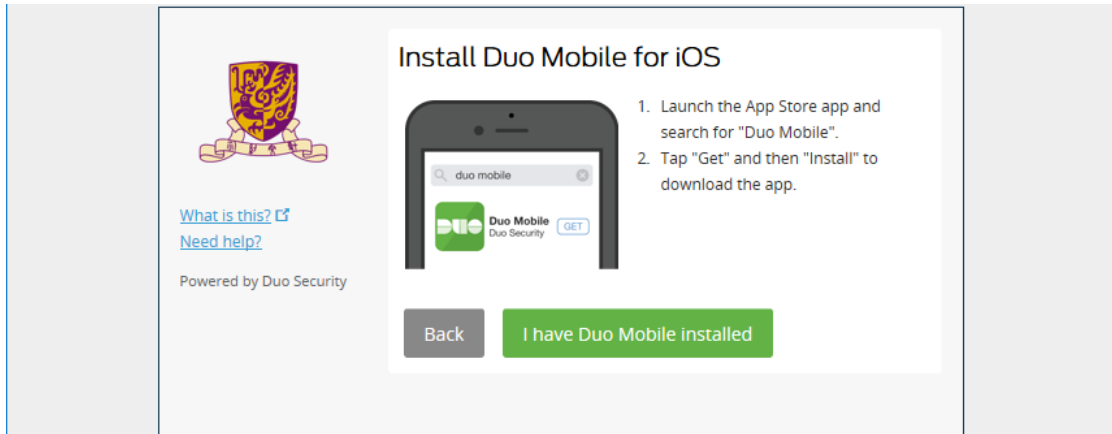 Install Duo Mobile for iOS
1. Launch the App Store app and
search for "Duo Mobile".
2. Tap "Get" and then "Install" to
download the app.
duo mobile
Duo Mobile
Duo Security
GET
DUO
What is this?
Need help?
Powered by Duo Security
Back
I have Duo Mobile installed